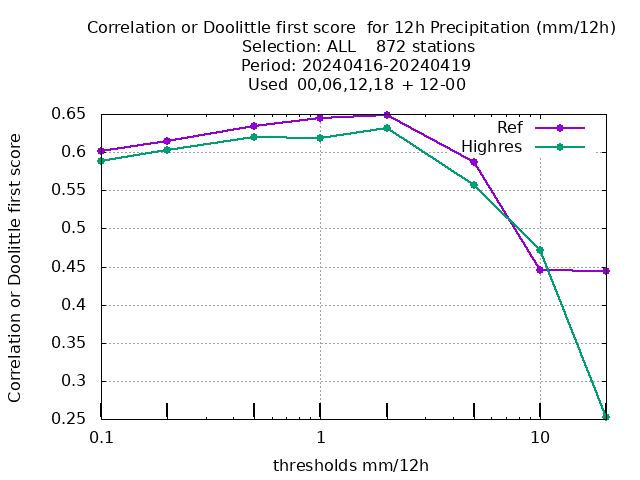 Correlation or Doolittle first score  for 12h Precipitation (mm/12h)
Selection: ALL    872 stations
Period: 20240416-20240419
Used  00,06,12,18  + 12-00
Correlation or Doolittle first score
0.65
0.6
0.55
0.5
0.45
0.4
0.35
0.3
0.25
Ref
Highres
0.1
1
10
thresholds mm/12h